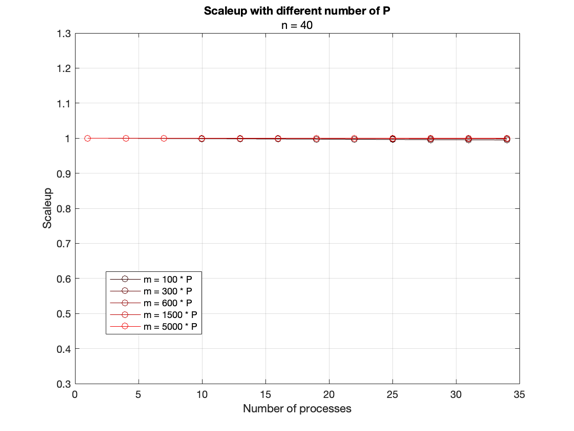 Scaleup with different number of P
n = 40
1.3
1.2
1.1
1
0.9
0.8
0.7
0.6
0.5
0.4
0.3
Scaleup
m = 100 * P
m = 300 * P
m = 600 * P
m = 1500 * P
m = 5000 * P
0 5 10 15 20 25 30 35
Number of processes